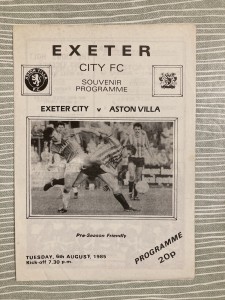 EXETER
CITY FC
SOUVENIR
PROGRAMME
EXETER CITY v ASTON VILLA
Pre-Season Friendly
TUESDAY, 6th AUGUST, 1985
Kick-off 7.30 p.m.
PROGRAMME
20p